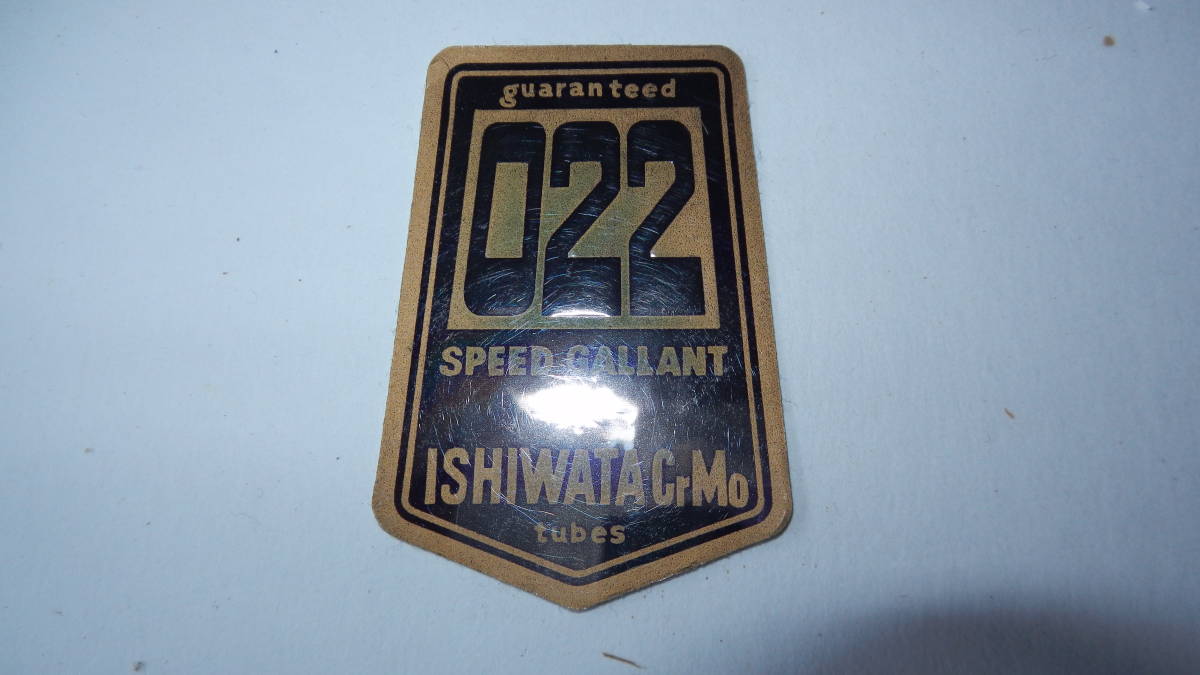 guaranteed
022
SPEED GALLANT
ISHIWATA CrMo
tubes